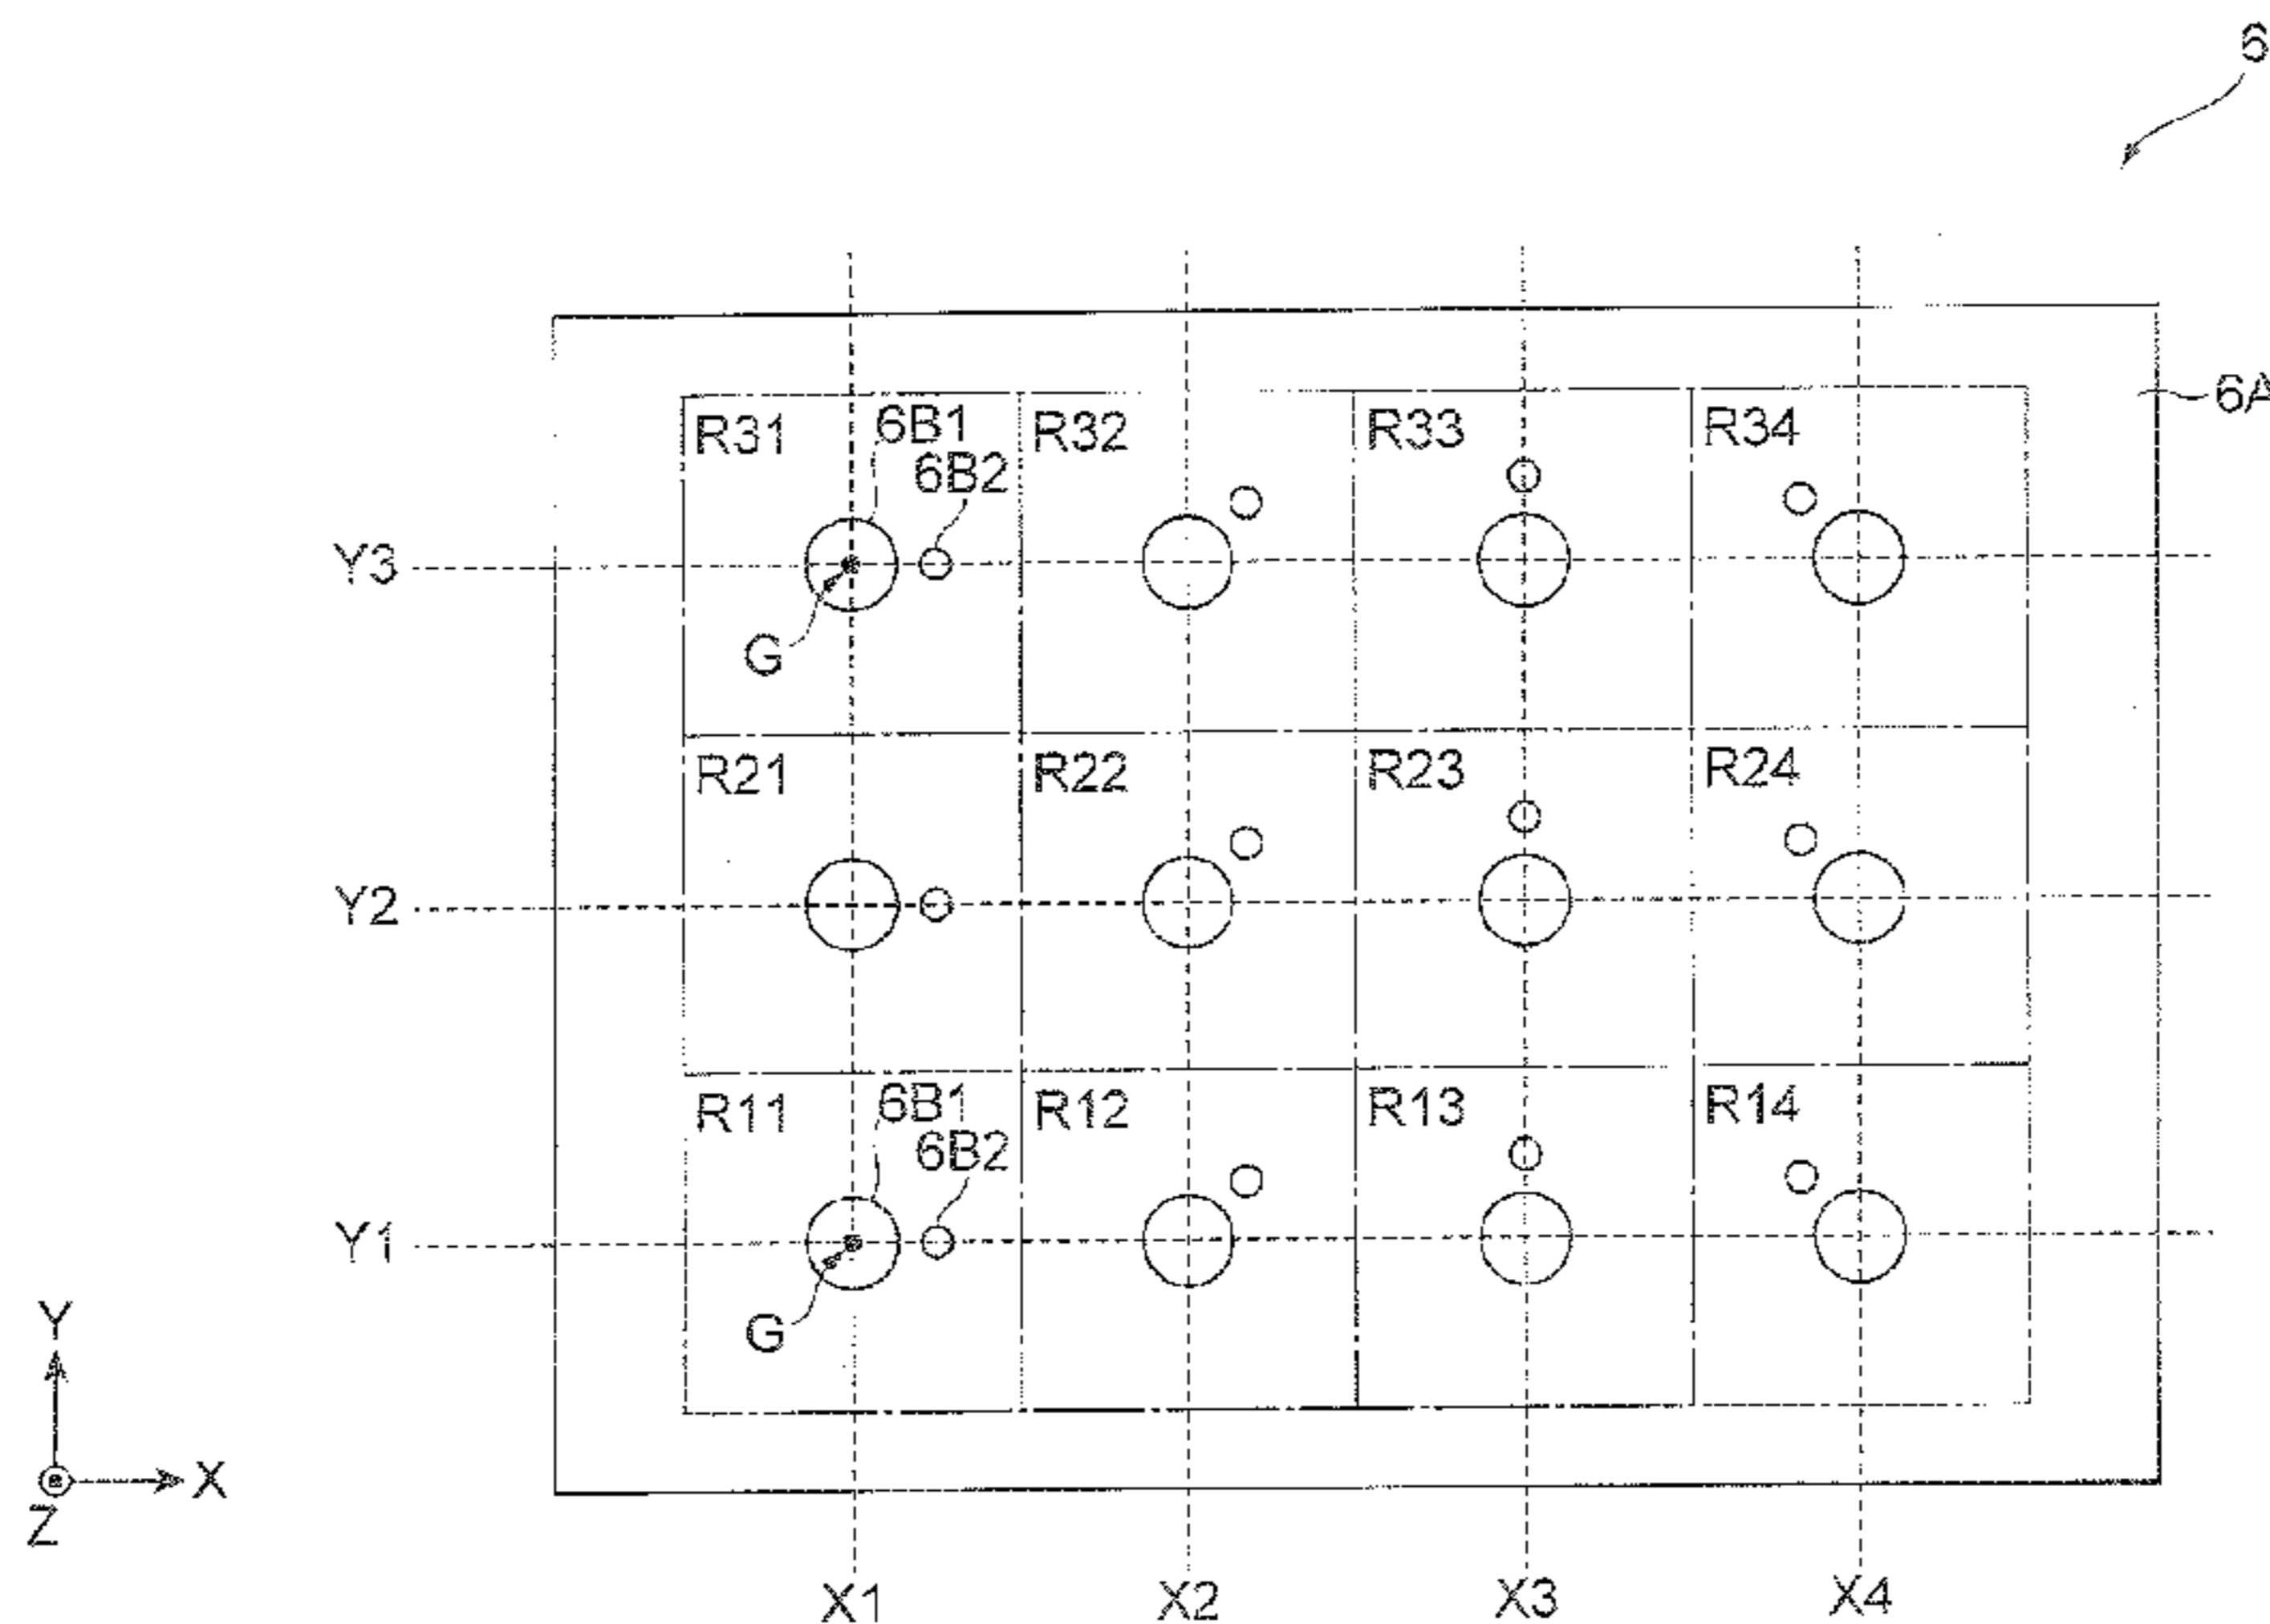 6
6A
R31 6B1 R32 R33 R34
6B2
Y3
G
R21 R22 R23 R24
Y2
R11 6B1 R12 R13 R14
6B2
Y1
G
Y
X
Z
X1 X2 X3 X4